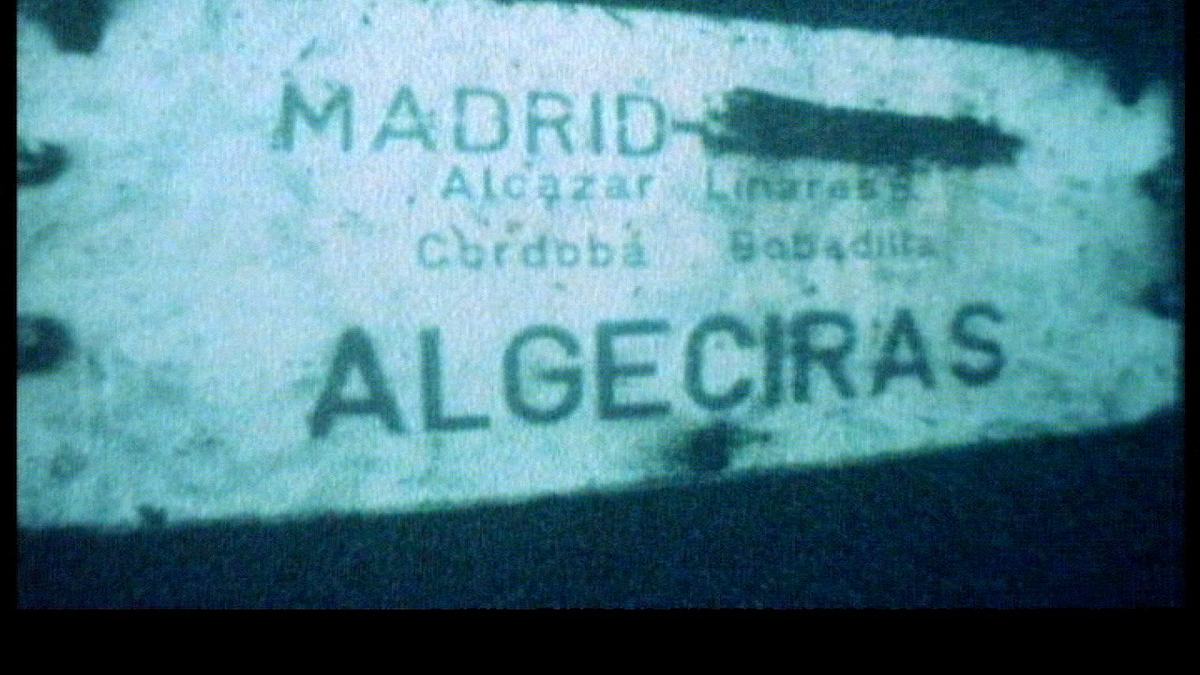 MADRID-
Alcazar Linares B.
Cordoba Bobadilla
ALGECIRAS